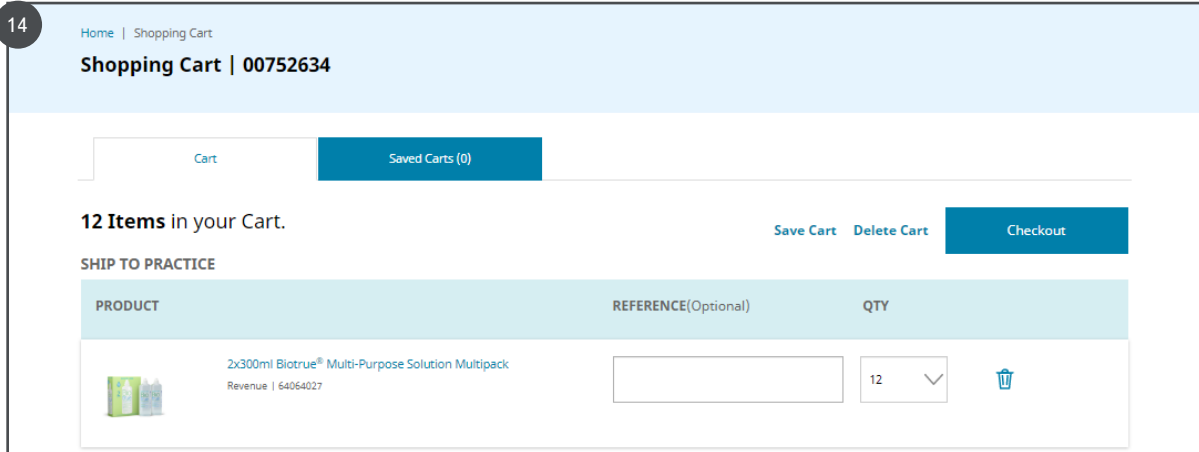 14
Home | Shopping Cart
Shopping Cart | 00752634
Cart
Saved Carts (0)
12 Items in your Cart.
Save Cart Delete Cart Checkout
SHIP TO PRACTICE
PRODUCT REFERENCE(Optional) QTY
2x300ml Biotrue® Multi-Purpose Solution Multipack
Revenue | 64064027
12